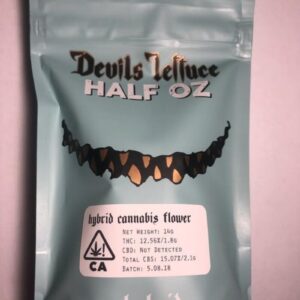 Devils Lettuce
HALF OZ
hybrid cannabis flower
Net Weight: 14g
THC: 12.56%/1.8g
CBD: Not Detected
Total CBS: 15.07%/2.1g
Batch: 5.08.18
CA